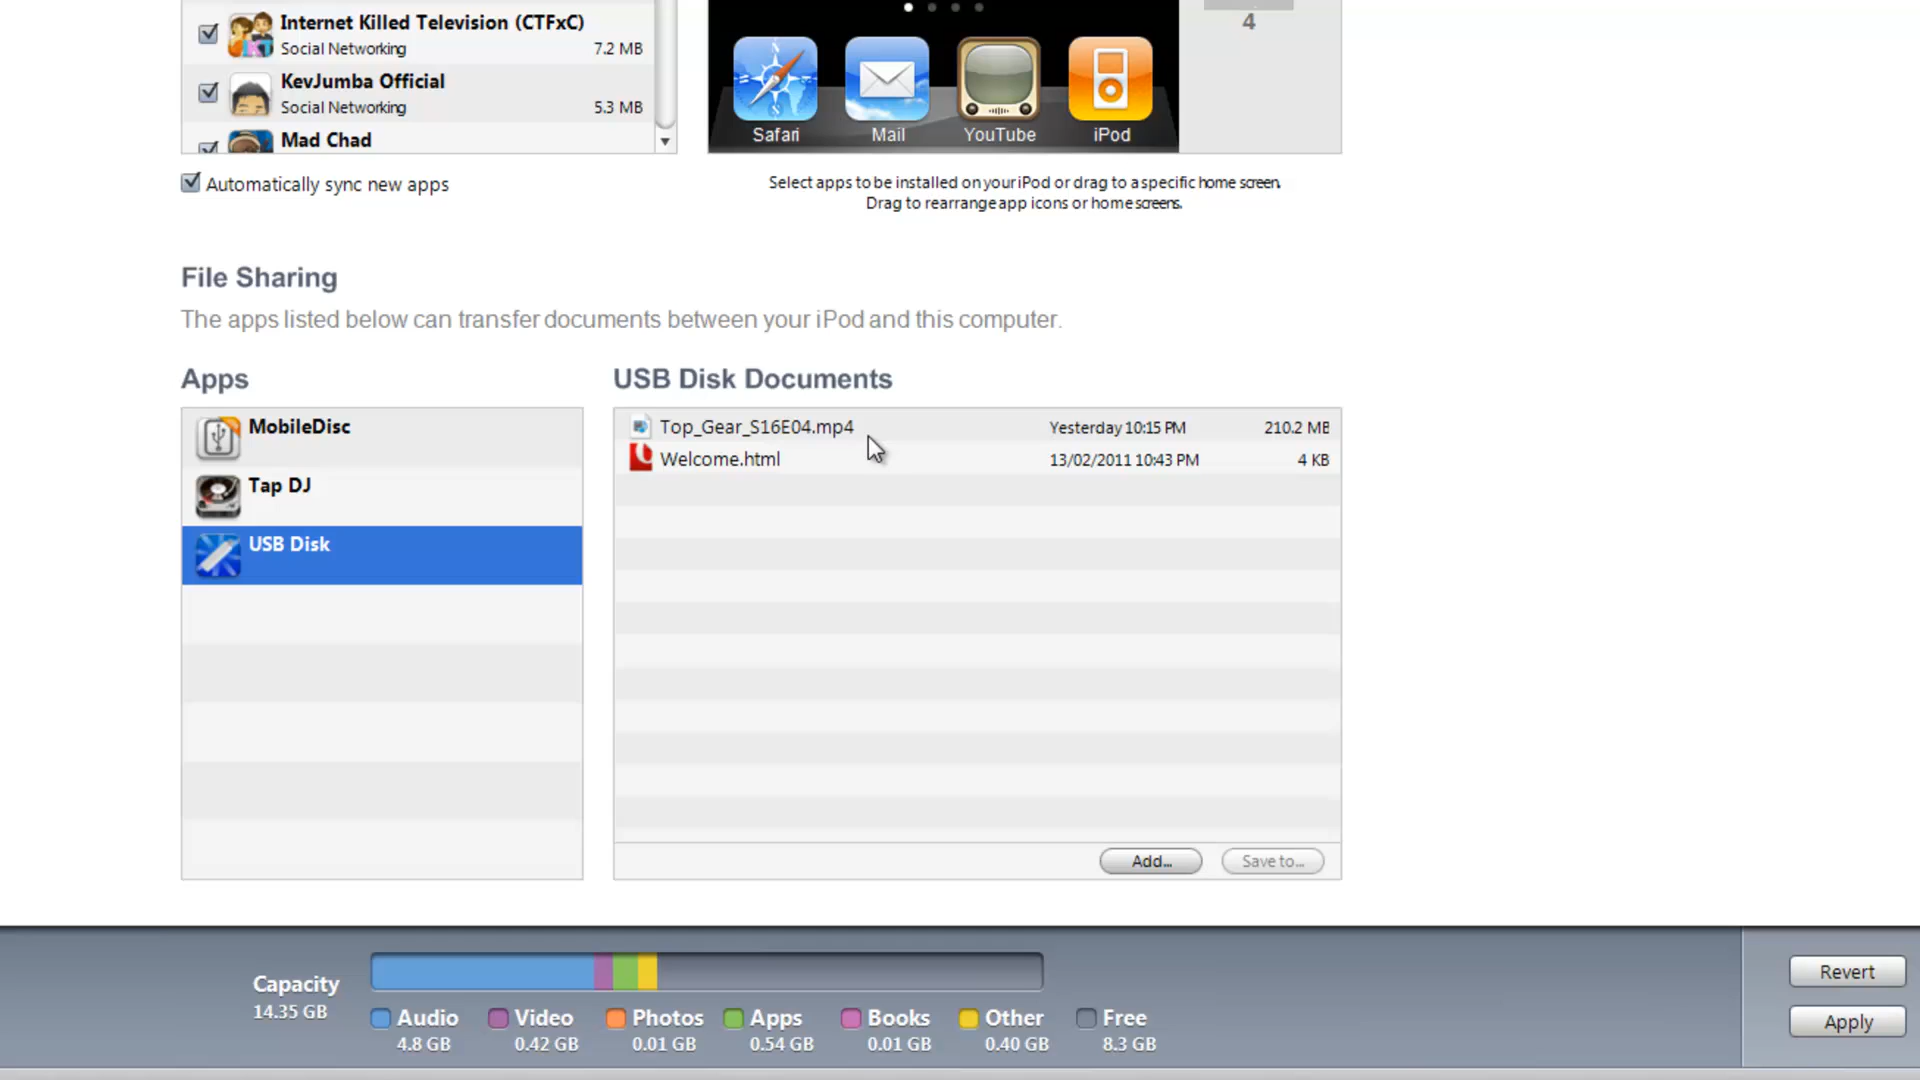 Internet Killed Television (CTFxC)
Social Networking 7.2 MB
KevJumba Official
Social Networking 5.3 MB
Mad Chad
Safari Mail YouTube iPod
4
Automatically sync new apps
Select apps to be installed on your iPod or drag to a specific home screen.
Drag to rearrange app icons or home screens.
File Sharing
The apps listed below can transfer documents between your iPod and this computer.
Apps
USB Disk Documents
MobileDisc
Tap DJ
USB Disk
Top_Gear_S16E04.mp4 Yesterday 10:15 PM 210.2 MB
Welcome.html 13/02/2011 10:43 PM 4 KB
Add... Save to...
Capacity
14.35 GB
Audio Video Photos Apps Books Other Free
4.8 GB 0.42 GB 0.01 GB 0.54 GB 0.01 GB 0.40 GB 8.3 GB
Revert
Apply